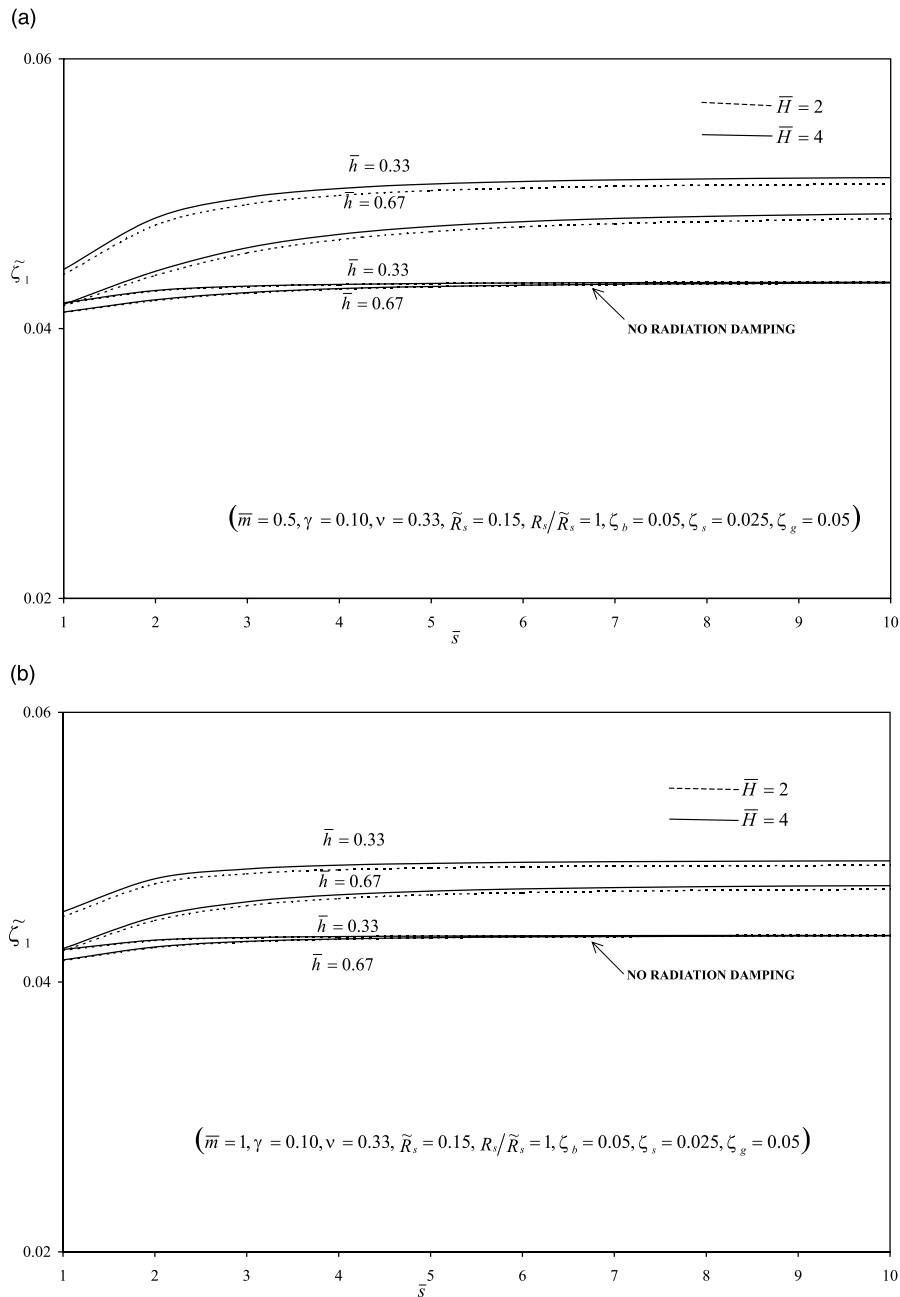 (a)
0.06
H̅ = 2
H̅ = 4
h̅ = 0.33
h̅ = 0.67
ζ̃₁
h̅ = 0.33
h̅ = 0.67
0.04
NO RADIATION DAMPING
(m̅ = 0.5, γ = 0.10, ν = 0.33, R̃ₛ = 0.15, Rₛ/R̃ₛ = 1, ζ_b = 0.05, ζₛ = 0.025, ζ_g = 0.05)
0.02
1 2 3 4 5 6 7 8 9 10
s̅
(b)
0.06
H̅ = 2
H̅ = 4
h̅ = 0.33
h̅ = 0.67
h̅ = 0.33
ζ̃₁
h̅ = 0.67
NO RADIATION DAMPING
0.04
(m̅ = 1, γ = 0.10, ν = 0.33, R̃ₛ = 0.15, Rₛ/R̃ₛ = 1, ζ_b = 0.05, ζₛ = 0.025, ζ_g = 0.05)
0.02
1 2 3 4 5 6 7 8 9 10
s̅